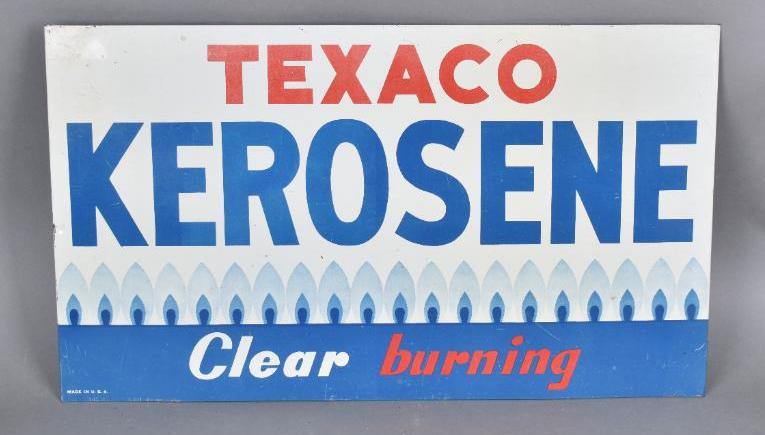 TEXACO
KEROSENE
Clear burning
MADE IN U.S.A.